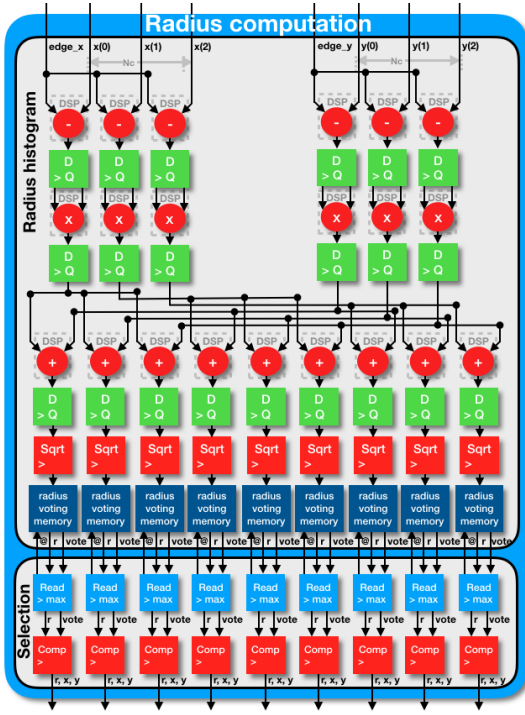 Radius computation
edge_x x(0) x(1) x(2) edge_y y(0) y(1) y(2)
Nc Nc
Radius histogram
DSP DSP DSP DSP DSP DSP
- - - - - -
D D D D D D
> Q > Q > Q > Q > Q > Q
DSP DSP DSP DSP DSP DSP
x x x x x x
D D D D D D
> Q > Q > Q > Q > Q > Q
DSP DSP DSP DSP DSP DSP DSP DSP DSP
+ + + + + + + + +
D D D D D D D D D
> Q > Q > Q > Q > Q > Q > Q > Q > Q
Sqrt Sqrt Sqrt Sqrt Sqrt Sqrt Sqrt Sqrt Sqrt
> > > > > > > > >
radius radius radius radius radius radius radius radius radius
voting voting voting voting voting voting voting voting voting
memory memory memory memory memory memory memory memory memory
@ r vote @ r vote @ r vote @ r vote @ r vote @ r vote @ r vote @ r vote @ r vote
Selection
Read Read Read Read Read Read Read Read Read
> max > max > max > max > max > max > max > max > max
r vote r vote r vote r vote r vote r vote r vote r vote r vote
Comp Comp Comp Comp Comp Comp Comp Comp Comp
> > > > > > > > >
r, x, y r, x, y r, x, y r, x, y r, x, y r, x, y r, x, y r, x, y r, x, y